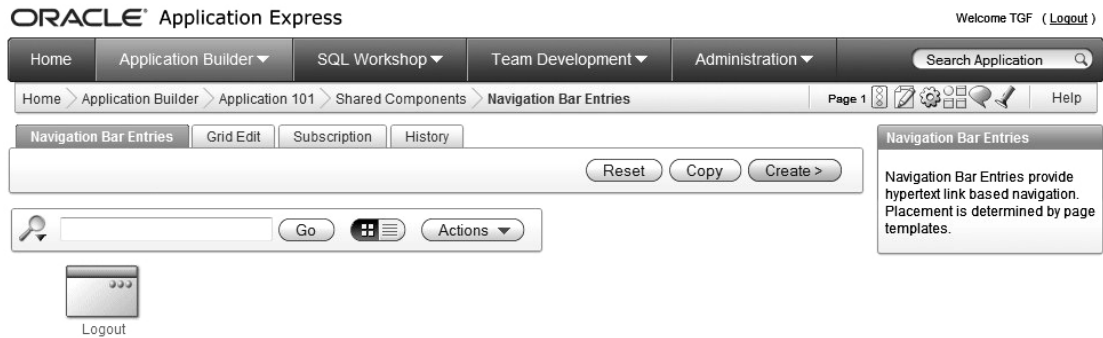 ORACLE Application Express Welcome TGF ( Logout )
Home Application Builder SQL Workshop Team Development Administration Search Application
Home Application Builder Application 101 Shared Components Navigation Bar Entries Page 1 Help
Navigation Bar Entries Grid Edit Subscription History
Reset Copy Create >
Go Actions
Logout
Navigation Bar Entries
Navigation Bar Entries provide
hypertext link based navigation.
Placement is determined by page
templates.